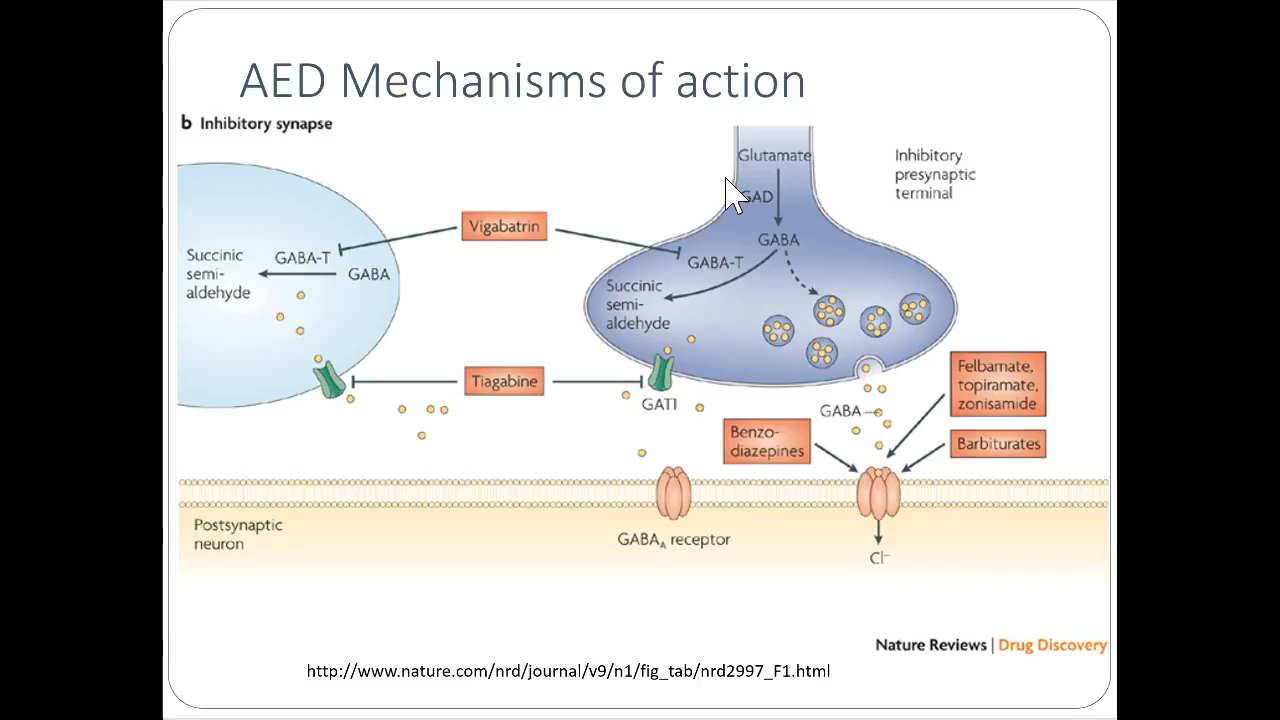 AED Mechanisms of action
b Inhibitory synapse
Glutamate
GAD
GABA
GABA-T
Succinic
semi-
aldehyde
Inhibitory
presynaptic
terminal
Vigabatrin
Succinic
semi-
aldehyde
GABA-T
GABA
Tiagabine
GATI
GABA
Felbamate,
topiramate,
zonisamide
Benzo-
diazepines
Barbiturates
Postsynaptic
neuron
GABA_A receptor
Cl⁻
Nature Reviews | Drug Discovery
http://www.nature.com/nrd/journal/v9/n1/fig_tab/nrd2997_F1.html